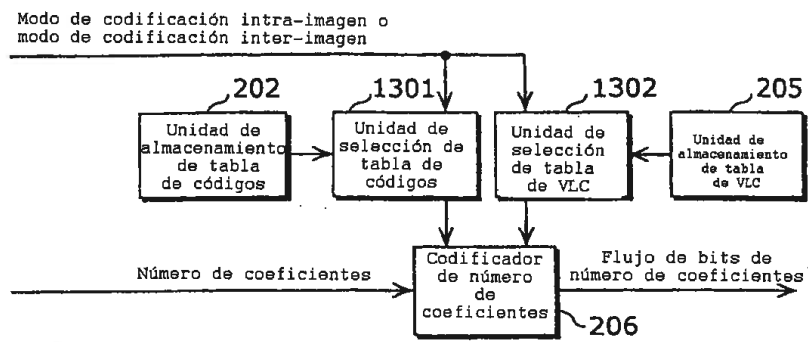 Modo de codificación intra-imagen o
modo de codificación inter-imagen
202
1301
1302
205
Unidad de
almacenamiento
de tabla
de códigos
Unidad de
selección de
tabla de
códigos
Unidad de
selección
de tabla
de VLC
Unidad de
almacenamiento
de tabla
de VLC
Número de coeficientes
Codificador
de número
de
coeficientes
Flujo de bits de
número de coeficientes
206